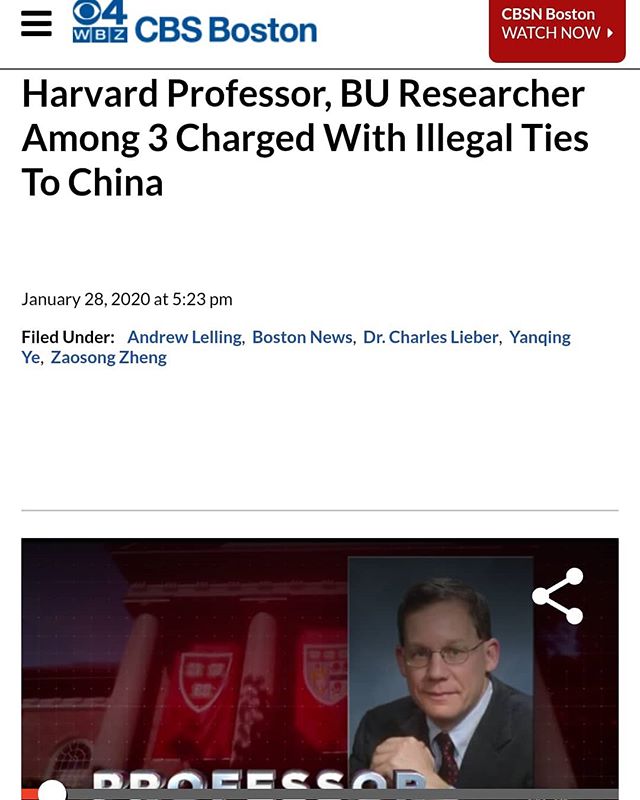 4
WBZ CBS Boston
CBSN Boston
WATCH NOW
Harvard Professor, BU Researcher
Among 3 Charged With Illegal Ties
To China
January 28, 2020 at 5:23 pm
Filed Under: Andrew Lelling, Boston News, Dr. Charles Lieber, Yanqing
Ye, Zaosong Zheng
PROFESSOR